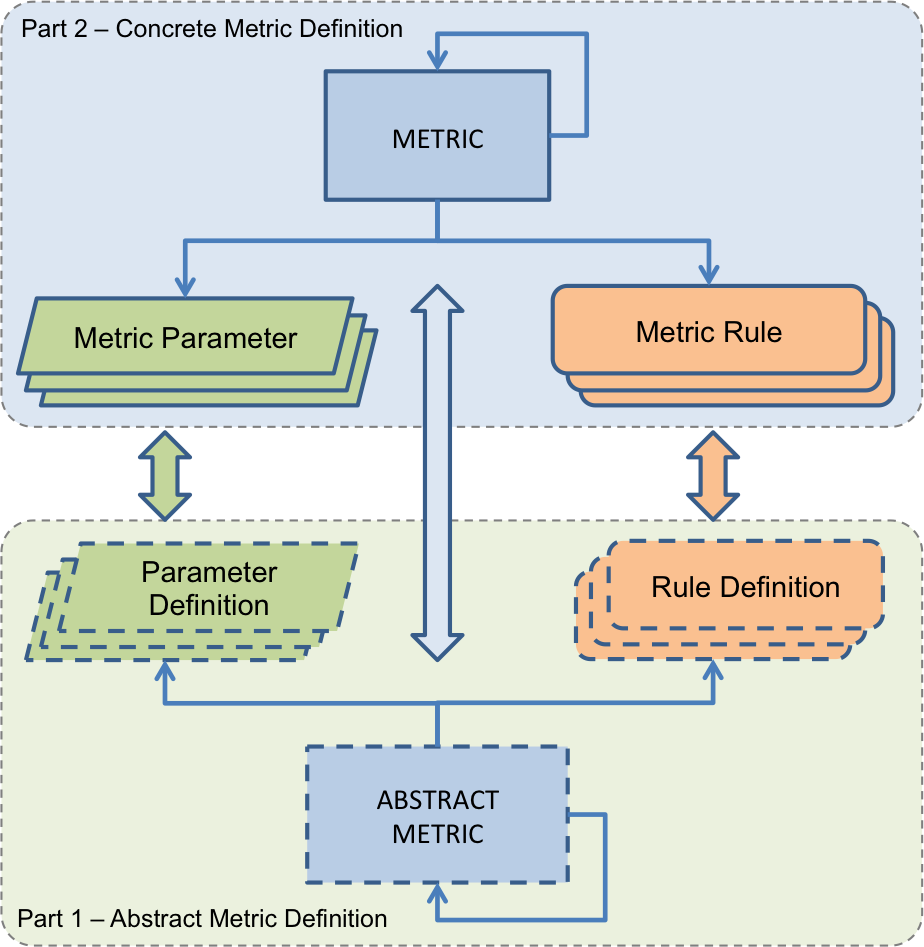 Part 2 – Concrete Metric Definition
METRIC
Metric Parameter
Metric Rule
Parameter
Definition
Rule Definition
ABSTRACT
METRIC
Part 1 – Abstract Metric Definition